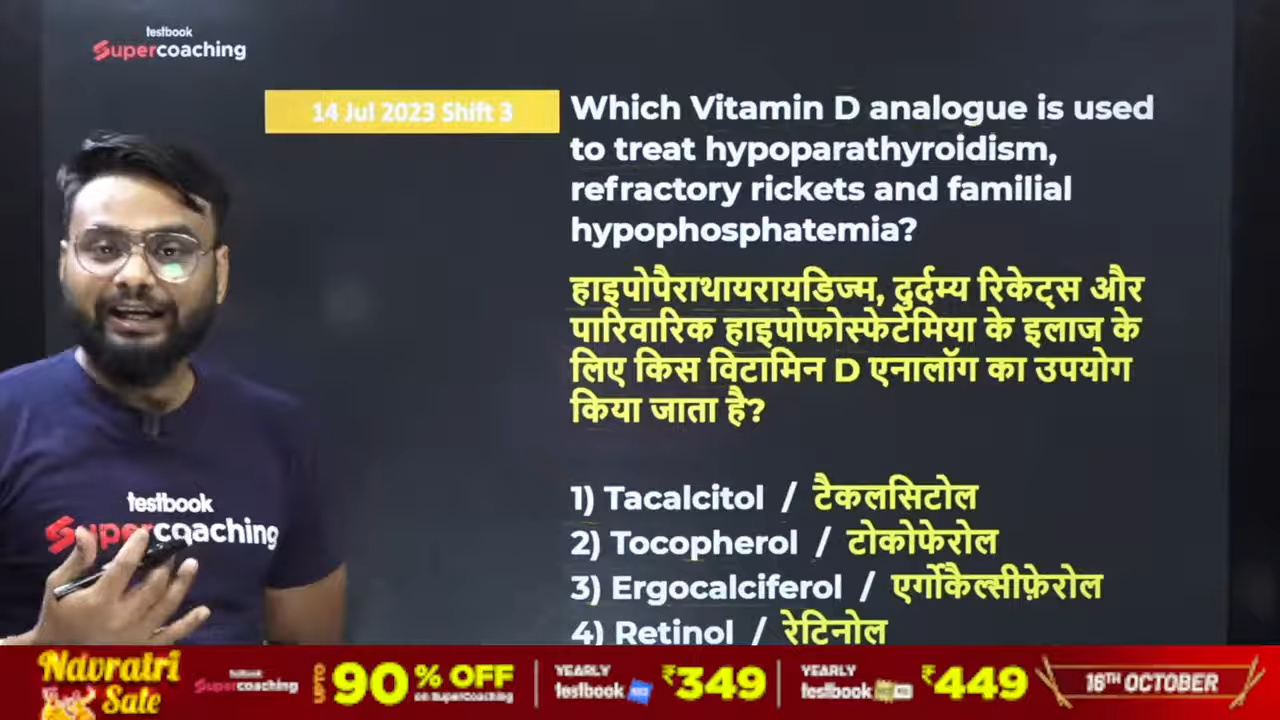 testbook
Supercoaching
14 Jul 2023 Shift 3
Which Vitamin D analogue is used
to treat hypoparathyroidism,
refractory rickets and familial
hypophosphatemia?
हाइपोपैराथायरायडिज्म, दुर्दम्य रिकेट्स और
पारिवारिक हाइपोफोस्फेटेमिया के इलाज के
लिए किस विटामिन D एनालॉग का उपयोग
किया जाता है?
1) Tacalcitol / टैकलसिटोल
2) Tocopherol / टोकोफेरोल
3) Ergocalciferol / एर्गोकैल्सीफ़ेरोल
4) Retinol / रेटिनोल
testbook
Supercoaching
Navratri
Sale
testbook
Supercoaching
UPTO 90% OFF
on SuperCoaching
YEARLY
testbook
₹349
YEARLY
testbook
₹449
16TH OCTOBER